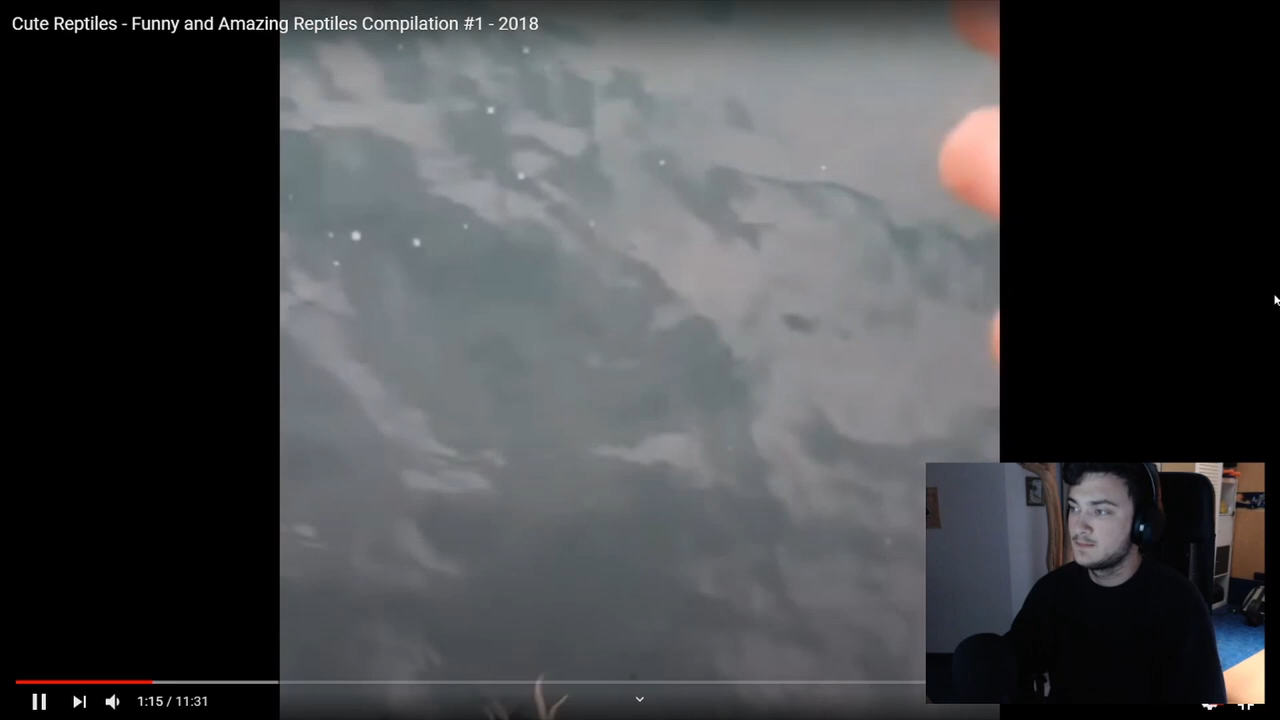 Cute Reptiles - Funny and Amazing Reptiles Compilation #1 - 2018
1:15 / 11:31